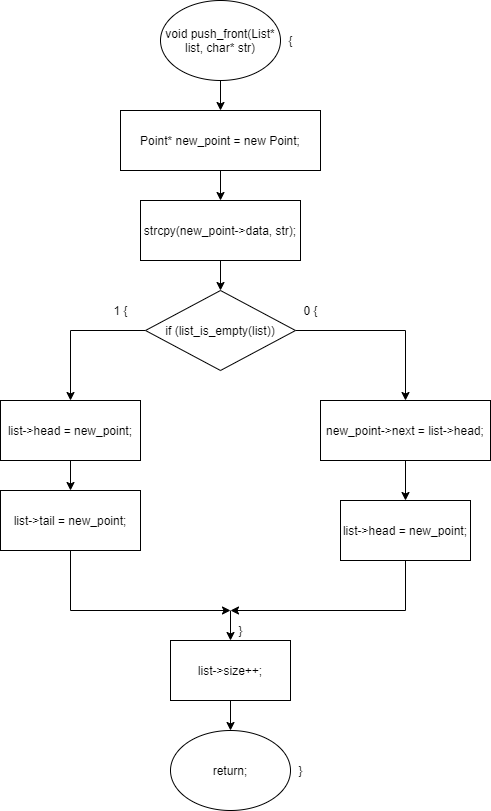 void push_front(List*
list, char* str)
{
Point* new_point = new Point;
strcpy(new_point->data, str);
if (list_is_empty(list))
1 {
0 {
list->head = new_point;
new_point->next = list->head;
list->tail = new_point;
list->head = new_point;
}
list->size++;
return;
}